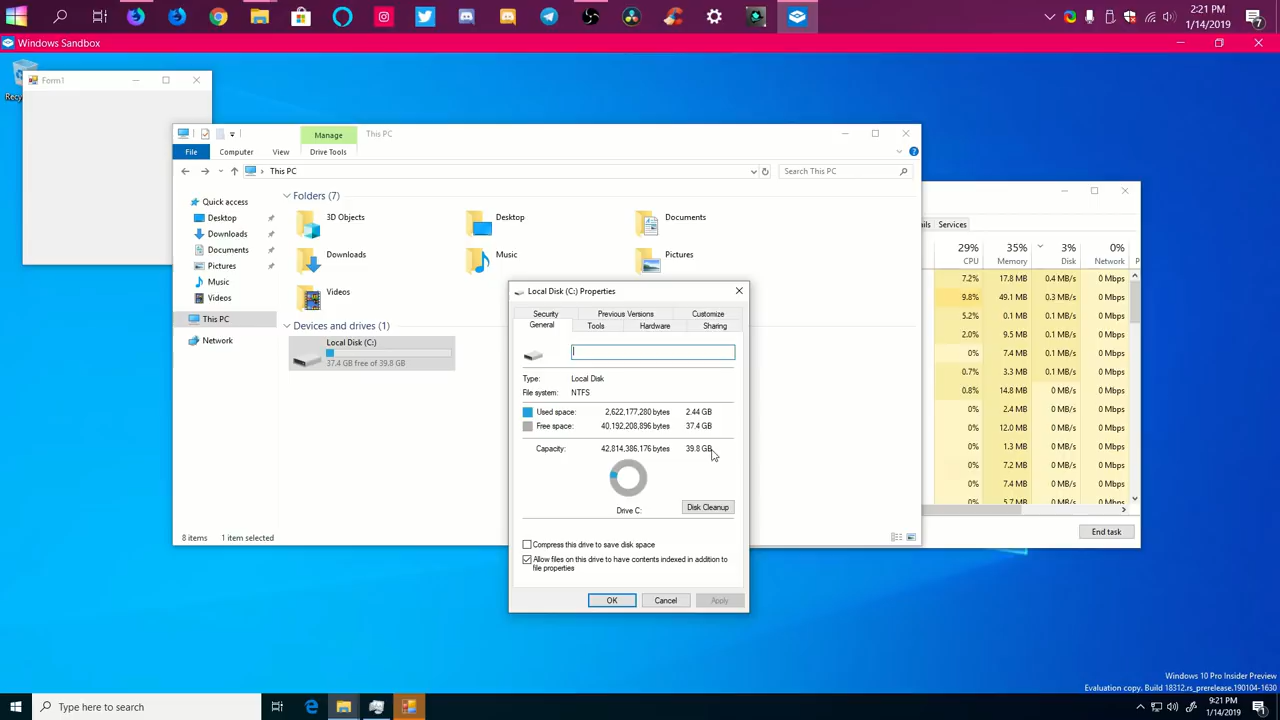 2:21 PM
1/14/2019
7
Windows Sandbox
Form1
Manage
This PC
File
Computer
View
Drive Tools
This PC
Search This PC
Quick access
Desktop
Downloads
Documents
Pictures
Music
Videos
This PC
Network
Folders (7)
3D Objects
Desktop
Documents
Downloads
Music
Pictures
Videos
Devices and drives (1)
Local Disk (C:)
37.4 GB free of 39.8 GB
8 items
1 item selected
Local Disk (C:) Properties
Security
Previous Versions
Customize
General
Tools
Hardware
Sharing
Type: Local Disk
File system: NTFS
Used space: 2,622,177,280 bytes 2.44 GB
Free space: 40,192,208,896 bytes 37.4 GB
Capacity: 42,814,386,176 bytes 39.8 GB
Drive C:
Disk Cleanup
Compress this drive to save disk space
Allow files on this drive to have contents indexed in addition to
file properties
OK
Cancel
Apply
Services
29% 35% 3% 0%
CPU Memory Disk Network
7.2% 17.8 MB 0.4 MB/s 0 Mbps
9.8% 49.1 MB 0.3 MB/s 0 Mbps
5.2% 0.1 MB 0.1 MB/s 0 Mbps
2.0% 9.5 MB 0.1 MB/s 0 Mbps
0% 7.4 MB 0.1 MB/s 0 Mbps
0.7% 3.3 MB 0.1 MB/s 0 Mbps
0.8% 14.8 MB 0.1 MB/s 0 Mbps
0% 2.4 MB 0.1 MB/s 0 Mbps
0% 12.0 MB 0 MB/s 0 Mbps
0% 1.3 MB 0 MB/s 0 Mbps
0% 7.2 MB 0 MB/s 0 Mbps
0% 7.4 MB 0 MB/s 0 Mbps
0% 5.7 MB 0 MB/s 0 Mbps
End task
Windows 10 Pro Insider Preview
Evaluation copy. Build 18312.rs_prerelease.190104-1630
Type here to search
9:21 PM
1/14/2019
1